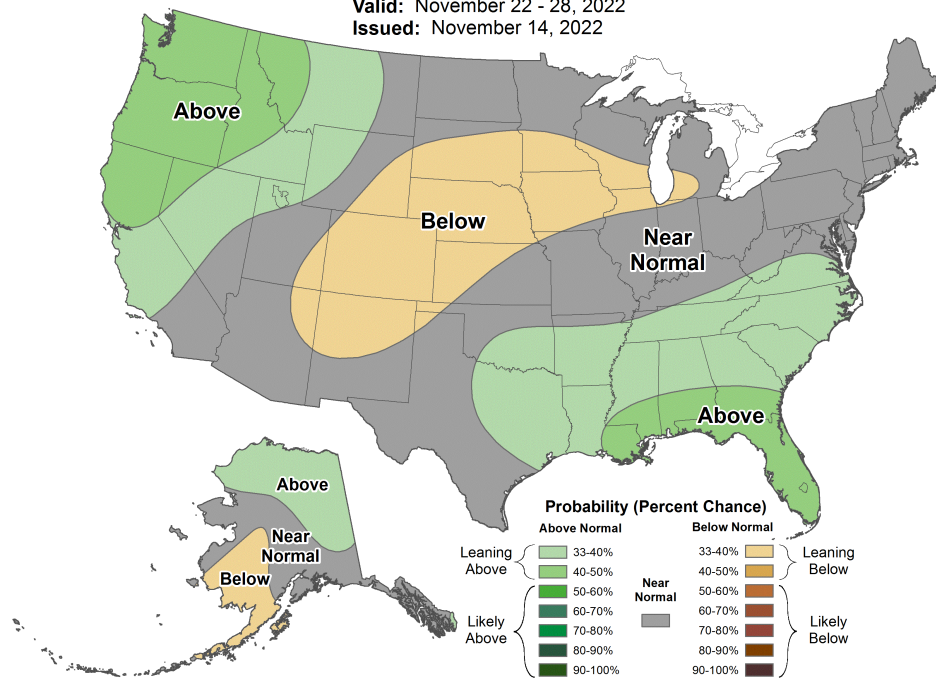 Valid: November 22 - 28, 2022
Issued: November 14, 2022
Above
Below
Near
Normal
Above
Above
Near
Normal
Below
Probability (Percent Chance)
Above Normal
Below Normal
Leaning
Above
33-40%
40-50%
50-60%
60-70%
70-80%
80-90%
90-100%
Likely
Above
Near
Normal
33-40%
40-50%
50-60%
60-70%
70-80%
80-90%
90-100%
Leaning
Below
Likely
Below